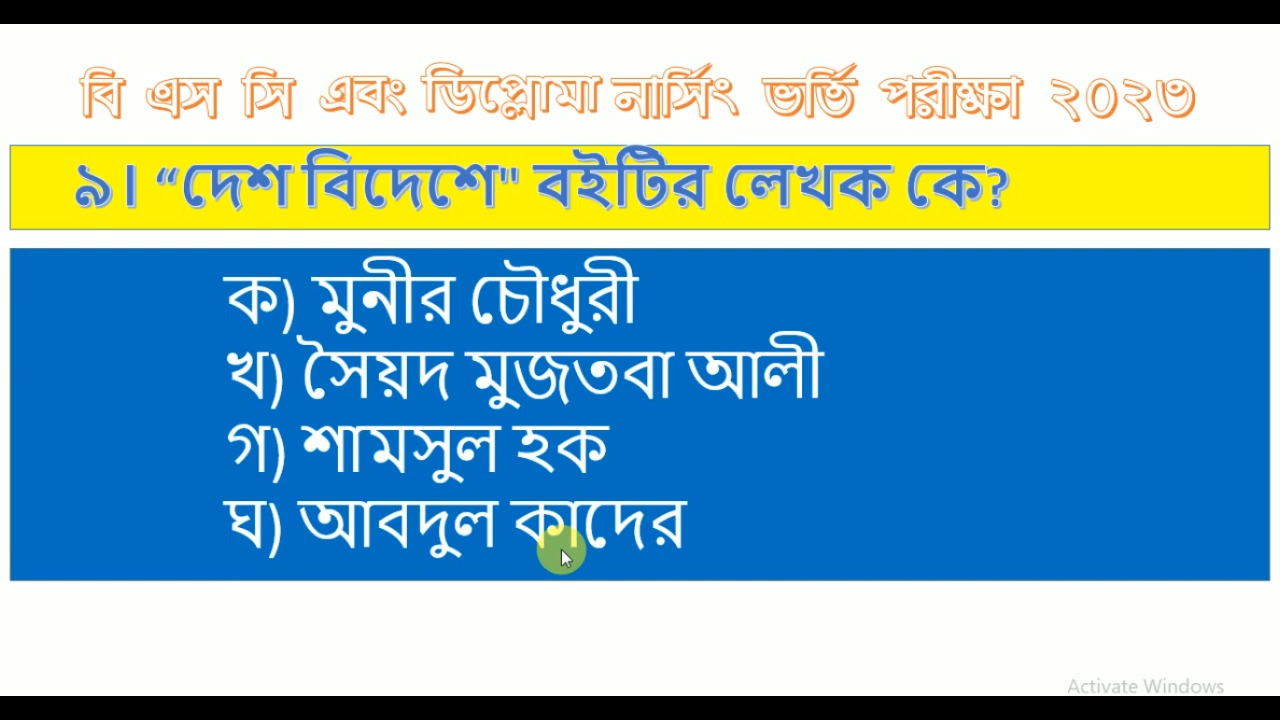 বি এস সি এবং ডিপ্লোমা নার্সিং ভর্তি পরীক্ষা ২০২৩
৯। “দেশ বিদেশে" বইটির লেখক কে?
ক) মুনীর চৌধুরী
খ) সৈয়দ মুজতবা আলী
গ) শামসুল হক
ঘ) আবদুল কাদের
Activate Windows